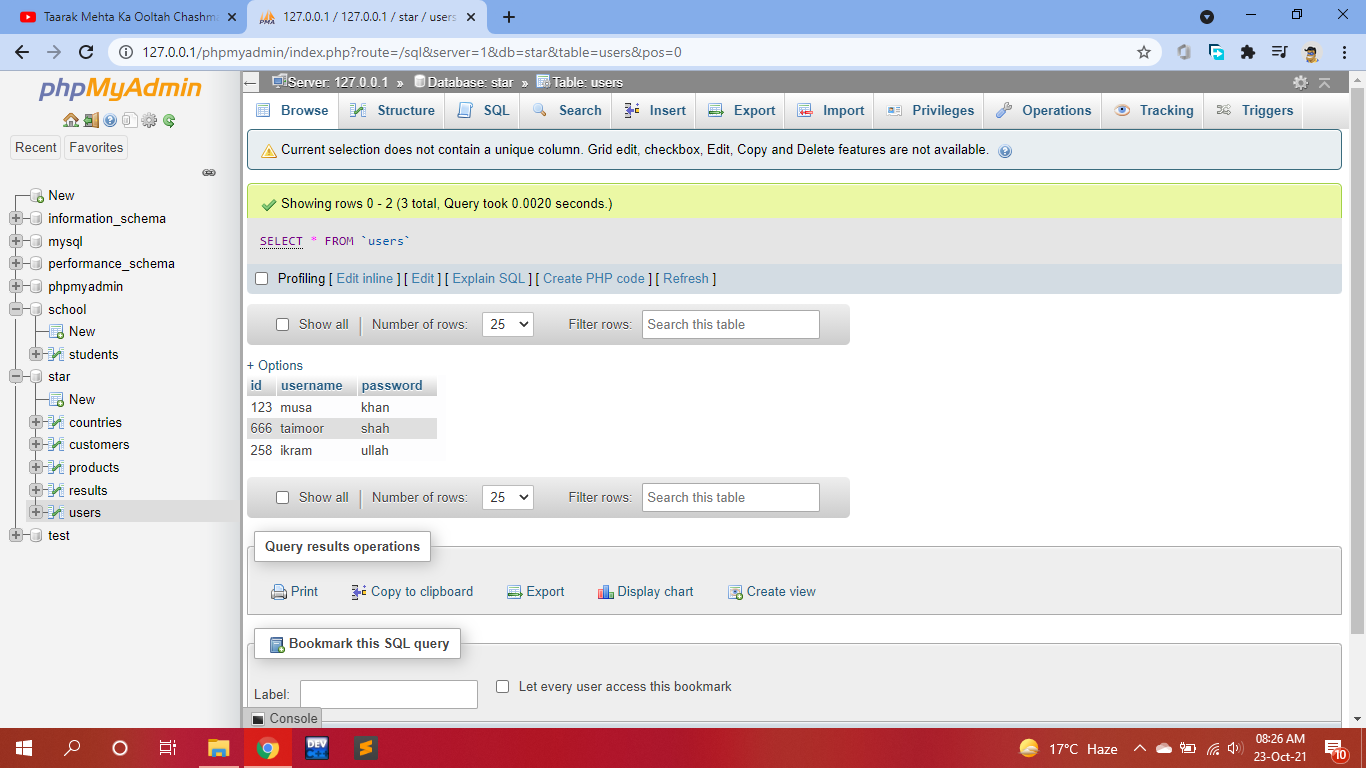 Taarak Mehta Ka Ooltah Chashma
127.0.0.1 / 127.0.0.1 / star / users
127.0.0.1/phpmyadmin/index.php?route=/sql&server=1&db=star&table=users&pos=0
phpMyAdmin
Recent Favorites
New
information_schema
mysql
performance_schema
phpmyadmin
school
New
students
star
New
countries
customers
products
results
users
test
Server: 127.0.0.1 » Database: star » Table: users
Browse Structure SQL Search Insert Export Import Privileges Operations Tracking Triggers
Current selection does not contain a unique column. Grid edit, checkbox, Edit, Copy and Delete features are not available.
Showing rows 0 - 2 (3 total, Query took 0.0020 seconds.)
SELECT * FROM `users`
Profiling [ Edit inline ] [ Edit ] [ Explain SQL ] [ Create PHP code ] [ Refresh ]
Show all Number of rows: 25 Filter rows: Search this table
+ Options
id username password
123 musa khan
666 taimoor shah
258 ikram ullah
Show all Number of rows: 25 Filter rows: Search this table
Query results operations
Print Copy to clipboard Export Display chart Create view
Bookmark this SQL query
Label: Let every user access this bookmark
Console
DEV
17°C Haze
08:26 AM
23-Oct-21
10